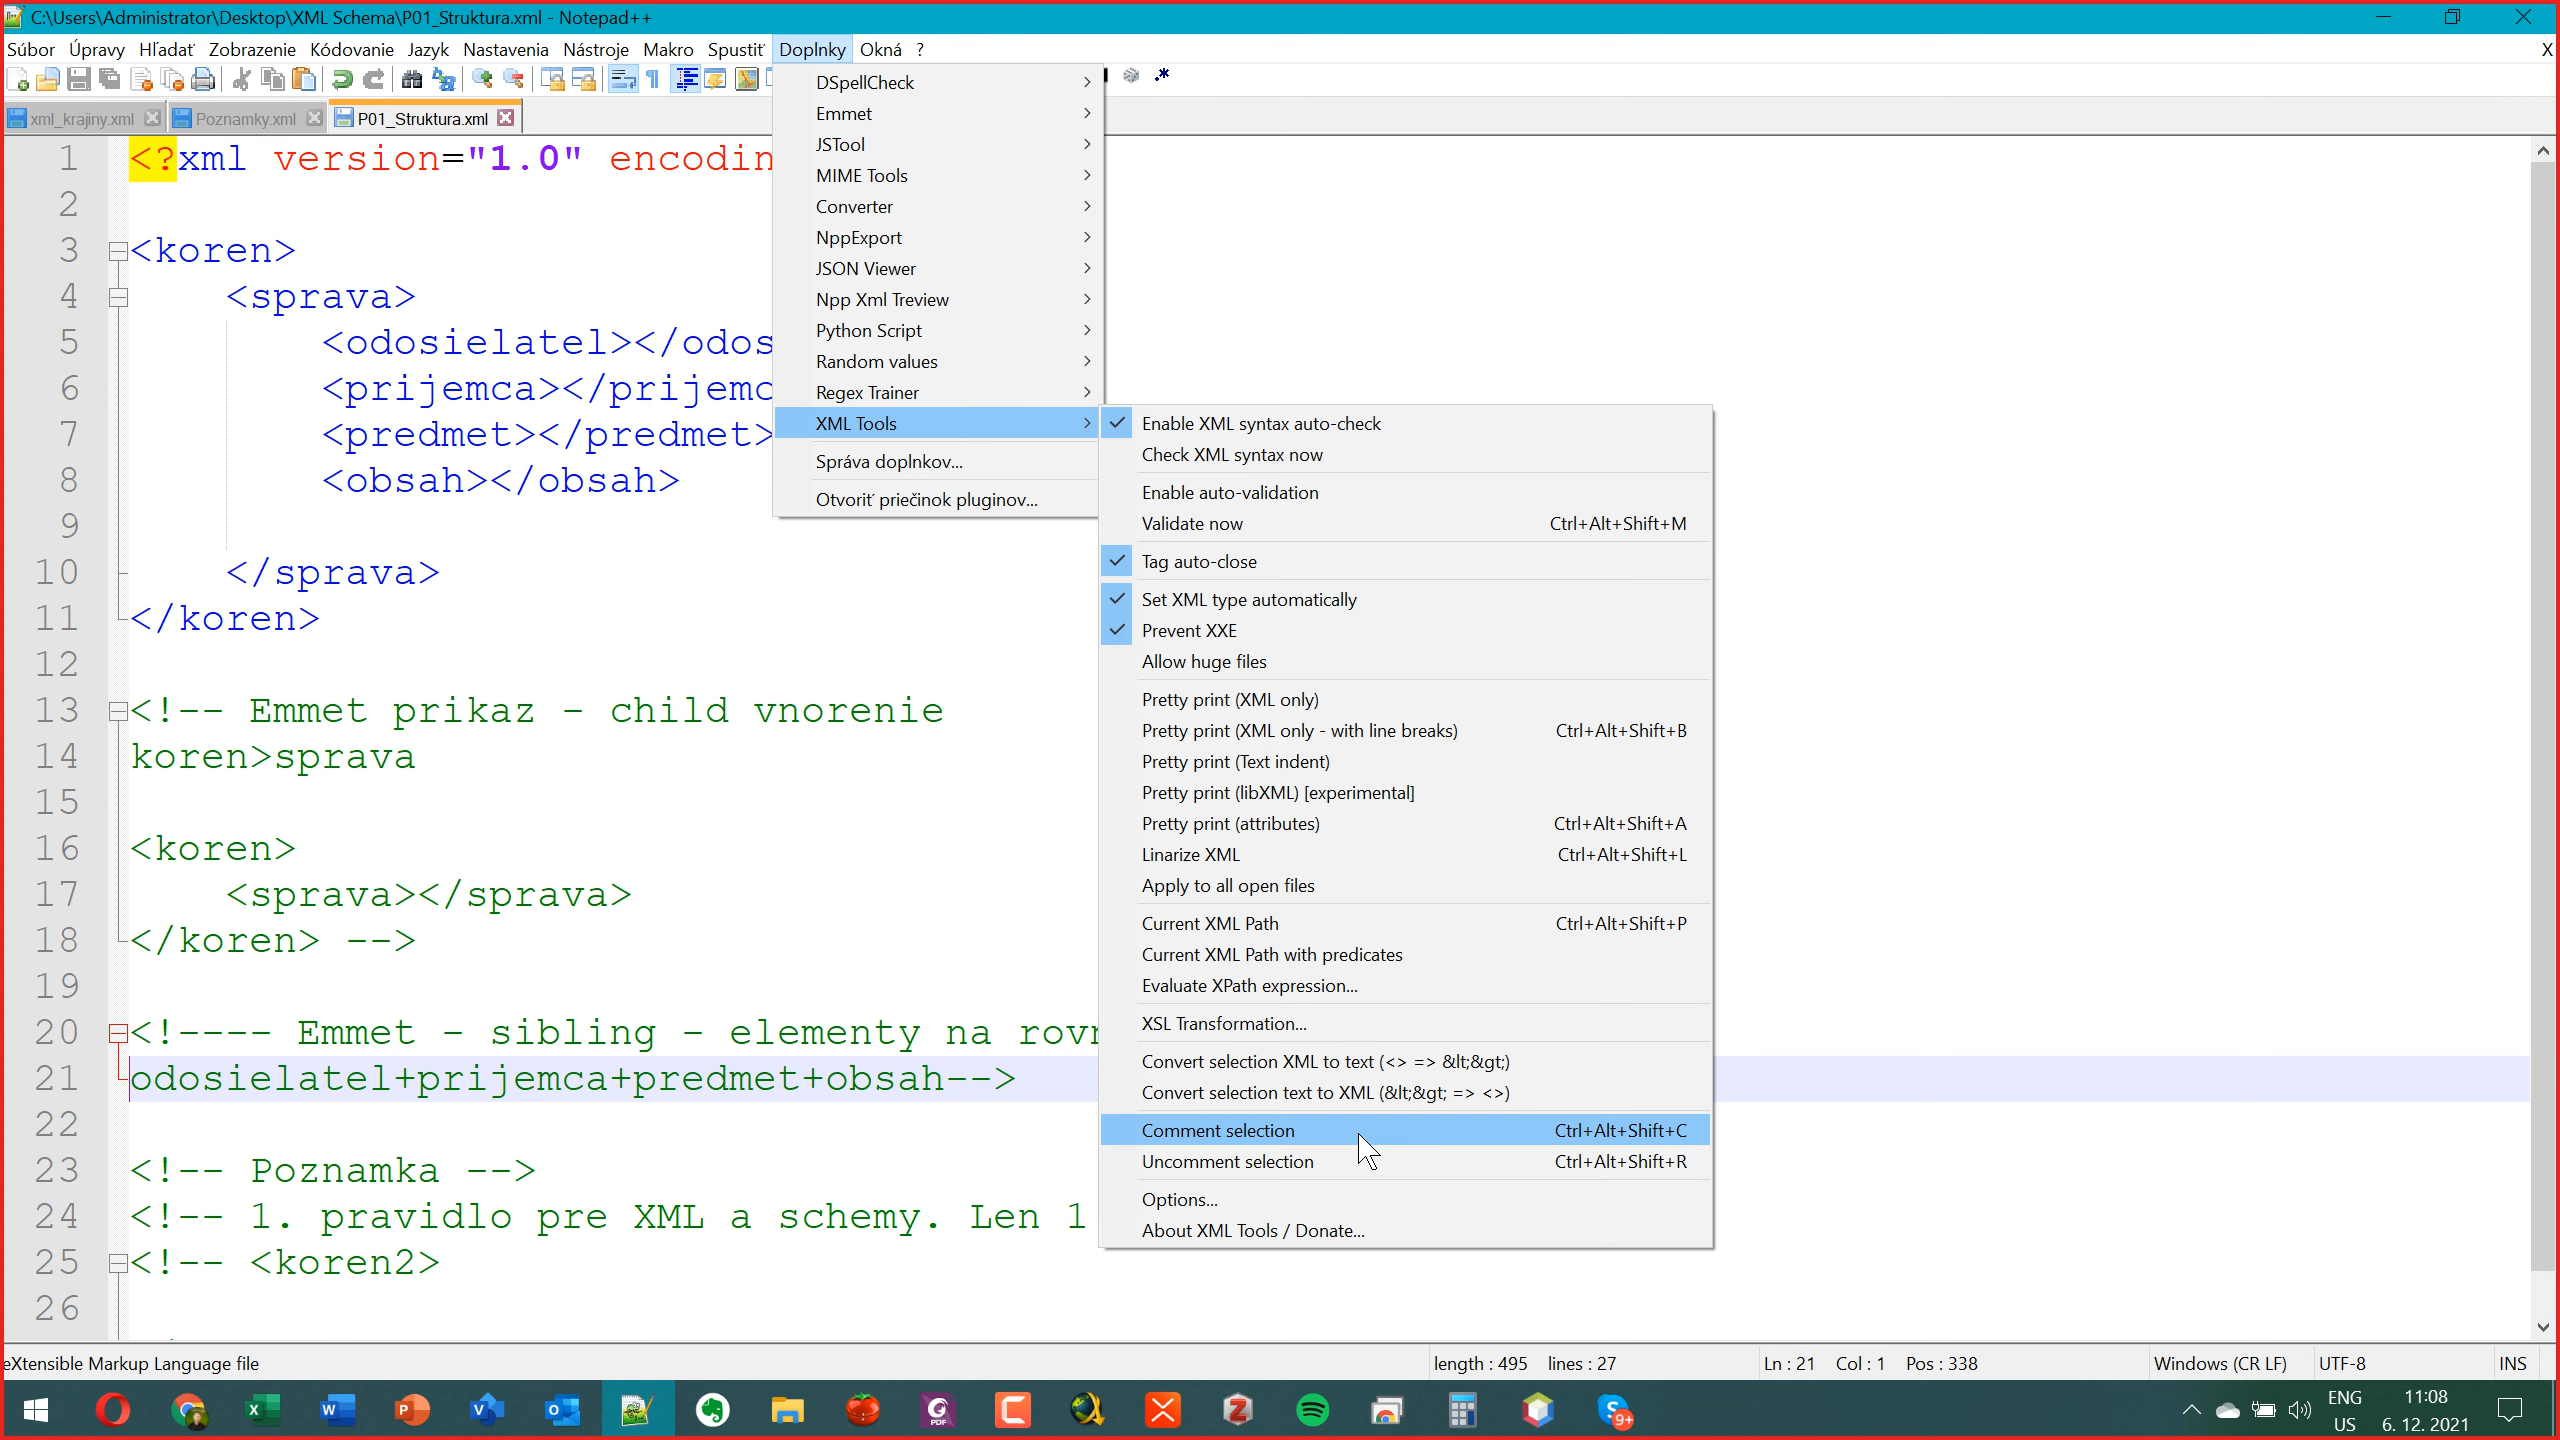 C:\Users\Administrator\Desktop\XML Schema\P01_Struktura.xml - Notepad++
Súbor Úpravy Hľadať Zobrazenie Kódovanie Jazyk Nastavenia Nástroje Makro Spustiť Doplnky Okná ? X
xml_krajiny.xml Poznamky.xml P01_Struktura.xml
DSpellCheck
Emmet
JSTool
MIME Tools
Converter
NppExport
JSON Viewer
Npp Xml Treview
Python Script
Random values
Regex Trainer
XML Tools
Správa doplnkov...
Otvoriť priečinok pluginov...
Enable XML syntax auto-check
Check XML syntax now
Enable auto-validation
Validate now Ctrl+Alt+Shift+M
Tag auto-close
Set XML type automatically
Prevent XXE
Allow huge files
Pretty print (XML only)
Pretty print (XML only - with line breaks) Ctrl+Alt+Shift+B
Pretty print (Text indent)
Pretty print (libXML) [experimental]
Pretty print (attributes) Ctrl+Alt+Shift+A
Linarize XML Ctrl+Alt+Shift+L
Apply to all open files
Current XML Path Ctrl+Alt+Shift+P
Current XML Path with predicates
Evaluate XPath expression...
XSL Transformation...
Convert selection XML to text (<> => &lt;&gt;)
Convert selection text to XML (&lt;&gt; => <>)
Comment selection Ctrl+Alt+Shift+C
Uncomment selection Ctrl+Alt+Shift+R
Options...
About XML Tools / Donate...
1 <?xml version="1.0" encodin
2
3 <koren>
4 <sprava>
5 <odosielatel></odos
6 <prijemca></prijemc
7 <predmet></predmet>
8 <obsah></obsah>
9
10 </sprava>
11 </koren>
12
13 <!-- Emmet prikaz - child vnorenie
14 koren>sprava
15
16 <koren>
17 <sprava></sprava>
18 </koren> -->
19
20 <!---- Emmet - sibling - elementy na rovn
21 odosielatel+prijemca+predmet+obsah-->
22
23 <!-- Poznamka -->
24 <!-- 1. pravidlo pre XML a schemy. Len 1
25 <!-- <koren2>
26
eXtensible Markup Language file length : 495 lines : 27 Ln : 21 Col : 1 Pos : 338 Windows (CR LF) UTF-8 INS
ENG 11:08
US 6. 12. 2021
9+
PDF